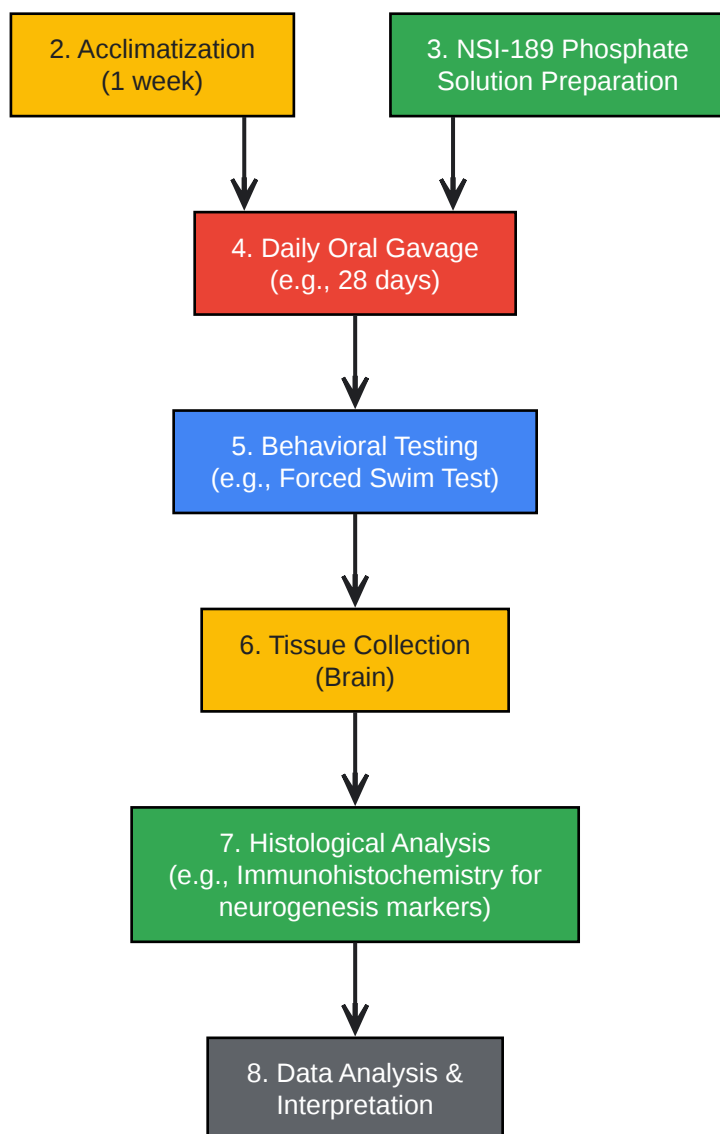 2. Acclimatization
(1 week)
3. NSI-189 Phosphate
Solution Preparation
4. Daily Oral Gavage
(e.g., 28 days)
5. Behavioral Testing
(e.g., Forced Swim Test)
6. Tissue Collection
(Brain)
7. Histological Analysis
(e.g., Immunohistochemistry for
neurogenesis markers)
8. Data Analysis &
Interpretation